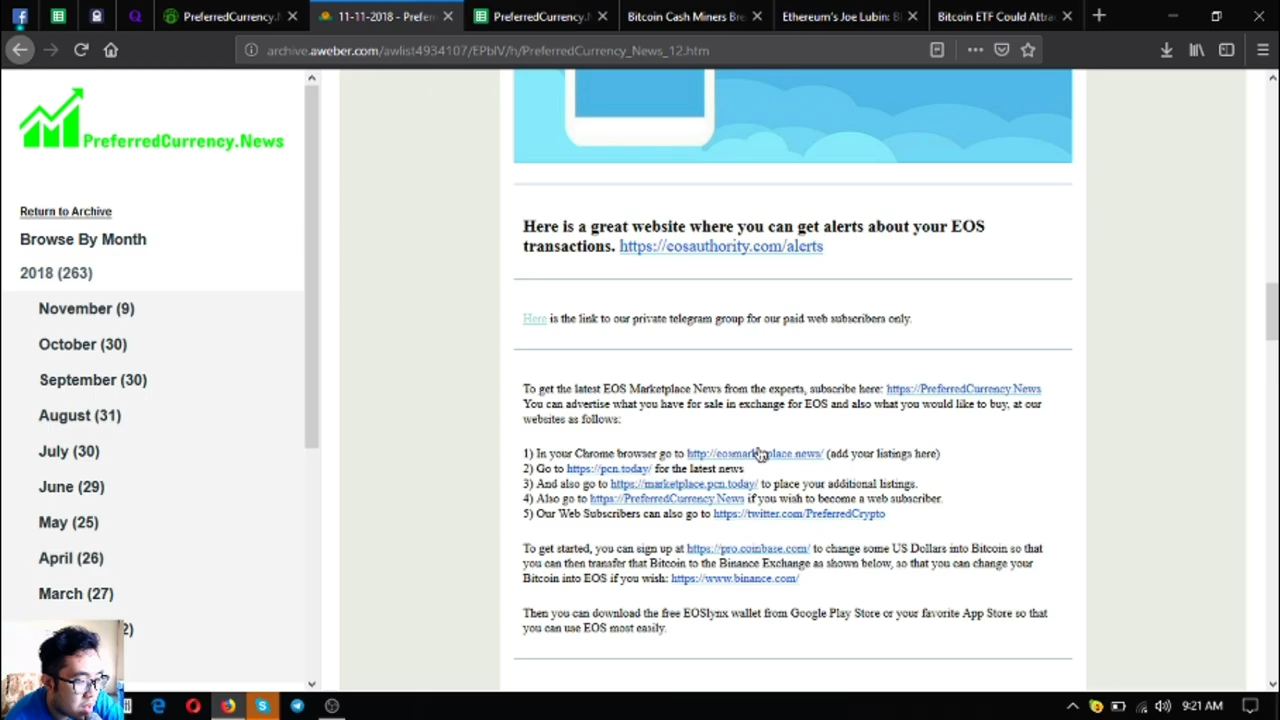 PreferredCurrency.N
11-11-2018 - Prefer
PreferredCurrency.
Bitcoin Cash Miners Bre
Ethereum's Joe Lubin: B
Bitcoin ETF Could Attra
archive.aweber.com/awlist4934107/EPbIV/h/PreferredCurrency_News_12.htm
PreferredCurrency.News
Return to Archive
Browse By Month
2018 (263)
November (9)
October (30)
September (30)
August (31)
July (30)
June (29)
May (25)
April (26)
March (27)
2)
Here is a great website where you can get alerts about your EOS
transactions. https://eosauthority.com/alerts
Here is the link to our private telegram group for our paid web subscribers only.
To get the latest EOS Marketplace News from the experts, subscribe here: https://PreferredCurrency.News
You can advertise what you have for sale in exchange for EOS and also what you would like to buy, at our
websites as follows:
1) In your Chrome browser go to http://eosmarketplace.news/ (add your listings here)
2) Go to https://pcn.today/ for the latest news
3) And also go to https://marketplace.pcn.today/ to place your additional listings.
4) Also go to https://PreferredCurrency.News if you wish to become a web subscriber.
5) Our Web Subscribers can also go to https://twitter.com/PreferredCrypto
To get started, you can sign up at https://pro.coinbase.com/ to change some US Dollars into Bitcoin so that
you can then transfer that Bitcoin to the Binance Exchange as shown below, so that you can change your
Bitcoin into EOS if you wish: https://www.binance.com/
Then you can download the free EOSlynx wallet from Google Play Store or your favorite App Store so that
you can use EOS most easily.
9:21 AM